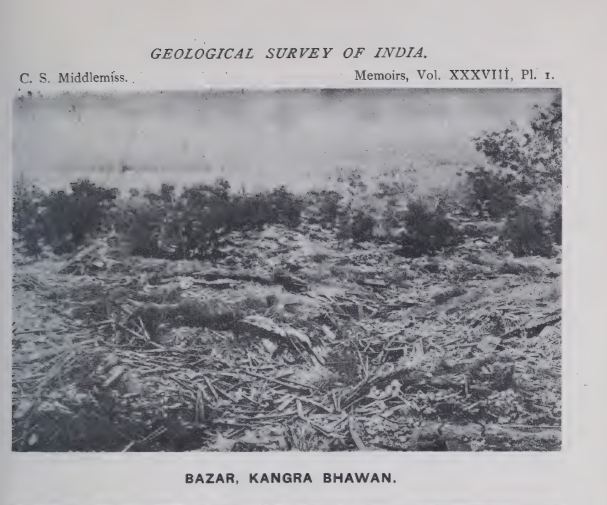 GEOLOGICAL SURVEY OF INDIA.
C. S. Middlemiss.
Memoirs, Vol. XXXVIII, Pl. 1.
BAZAR, KANGRA BHAWAN.